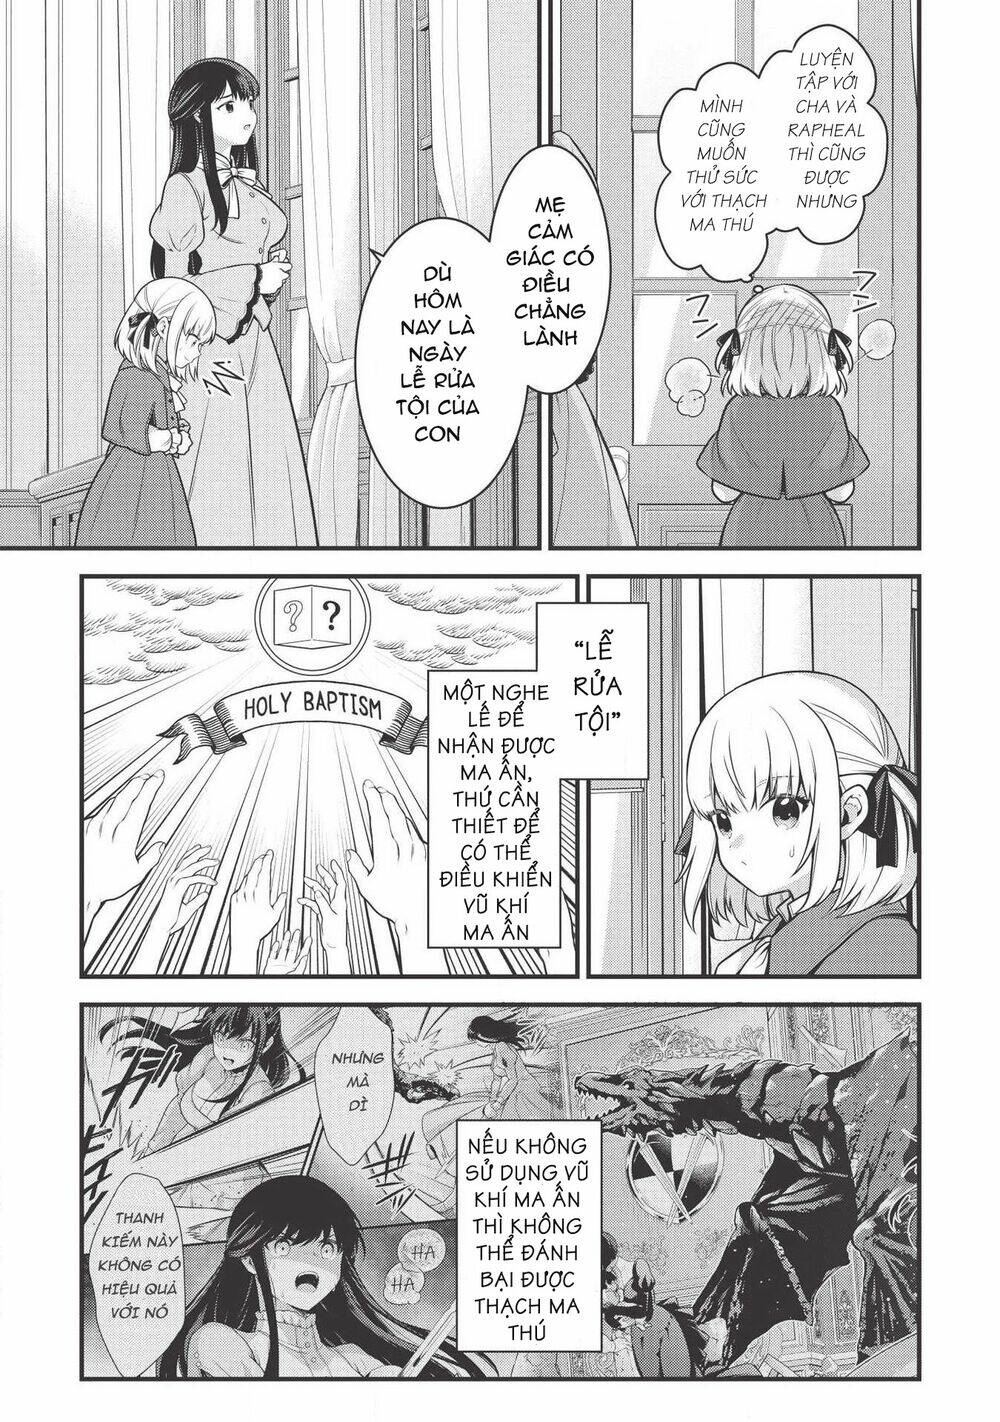 LUYỆN
TẬP VỚI
CHA VÀ
RAPHEAL
THÌ CŨNG
ĐƯỢC
NHƯNG
MÌNH
CŨNG
MUỐN
THỬ SỨC
VỚI THẠCH
MA THÚ
MẸ
CẢM
GIÁC CÓ
ĐIỀU
CHẲNG
LÀNH
DÙ
HÔM
NAY LÀ
NGÀY
LỄ RỬA
TỘI CỦA
CON
“LỄ
RỬA
TỘI”
MỘT NGHE
LẾ ĐỂ
NHẬN ĐƯỢC
MA ẤN,
THỨ CẦN
THIẾT ĐỂ
CÓ THỂ
ĐIỀU KHIỂN
VŨ KHÍ
MA ẤN
? ?
HOLY BAPTISM
NẾU KHÔNG
SỬ DỤNG VŨ
KHÍ MA ẤN
THÌ KHÔNG
THỂ ĐÁNH
BẠI ĐƯỢC
THẠCH MA
THÚ
NHƯNG
MÀ
DÌ
THANH
KIẾM NÀY
KHÔNG CÓ
HIỆU QUẢ
VỚI NÓ
HA
HA